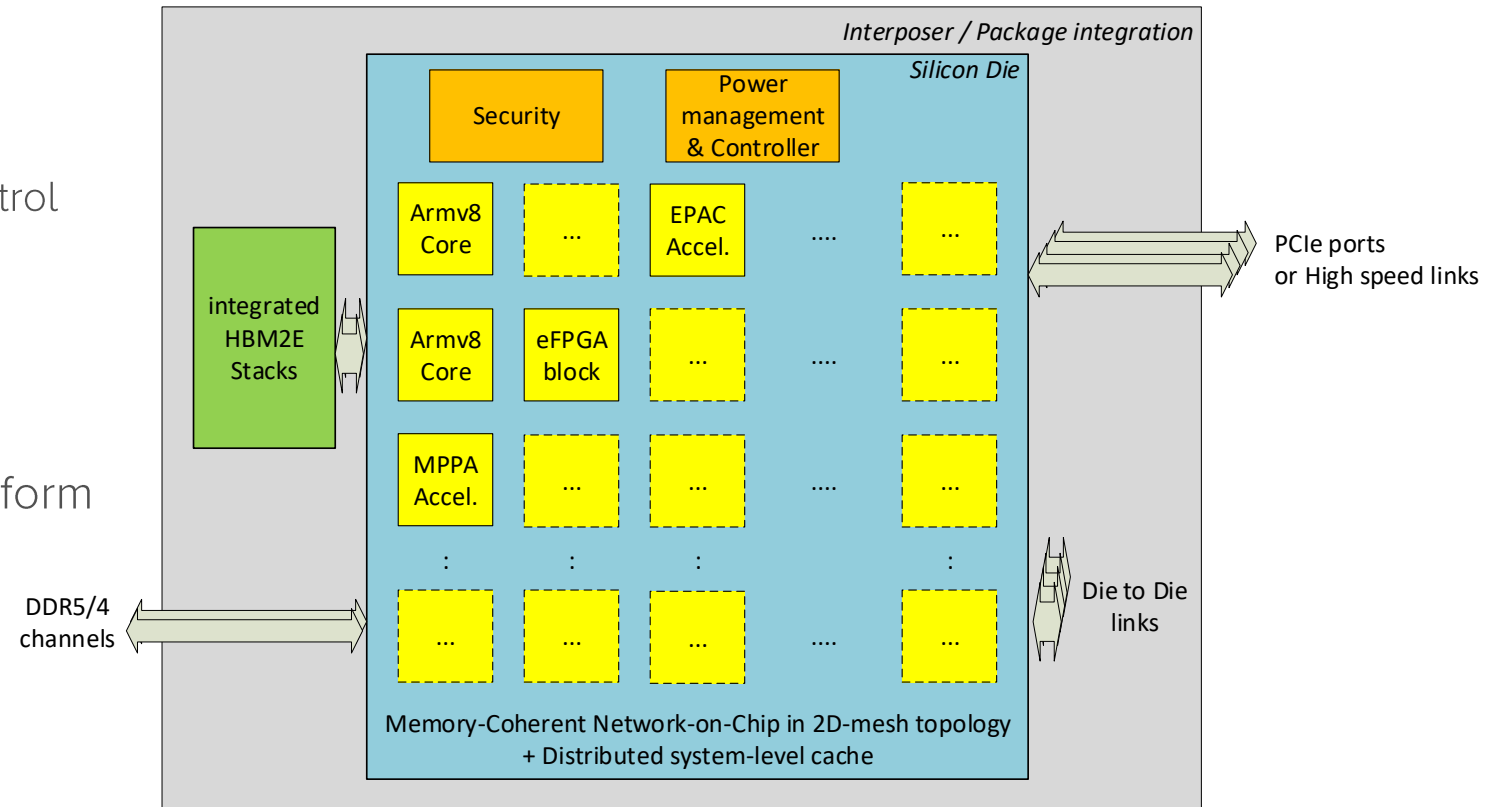 Interposer / Package integration
Silicon Die
Security
Power
management
& Controller
trol
Armv8
Core
...
EPAC
Accel.
....
...
PCIe ports
or High speed links
integrated
HBM2E
Stacks
Armv8
Core
eFPGA
block
...
....
...
form
MPPA
Accel.
...
...
....
...
:
:
:
:
DDR5/4
channels
...
...
...
....
...
Die to Die
links
Memory-Coherent Network-on-Chip in 2D-mesh topology
+ Distributed system-level cache